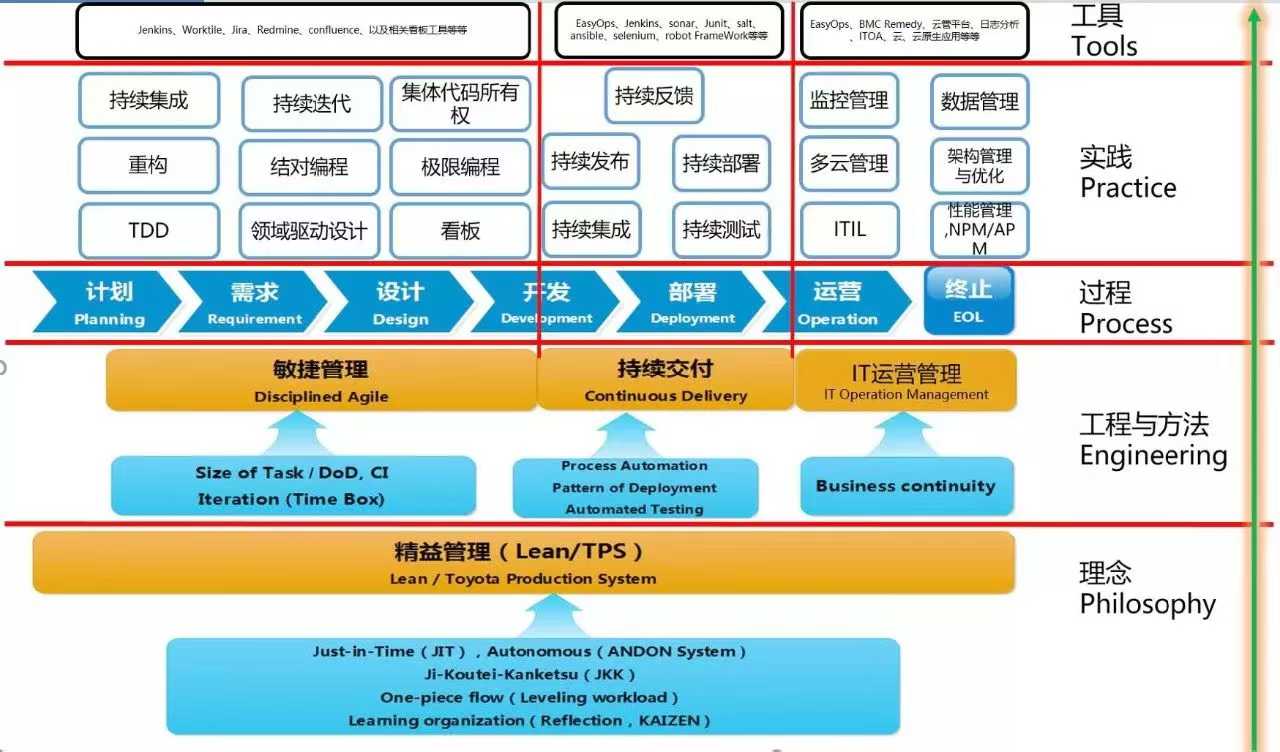 Jenkins、Worktile、Jira、Redmine、confluence、以及相关看板工具等等
EasyOps、Jenkins、sonar、Junit、salt、
ansible、selenium、robot FrameWork等等
EasyOps、BMC Remedy、云管平台、日志分析
、ITOA、云、云原生应用等等
工具
Tools
持续集成
持续迭代
集体代码所有
权
持续反馈
监控管理
数据管理
重构
结对编程
极限编程
持续发布
持续部署
多云管理
架构管理
与优化
TDD
领域驱动设计
看板
持续集成
持续测试
ITIL
性能管理
,NPM/AP
M
实践
Practice
计划
Planning
需求
Requirement
设计
Design
开发
Development
部署
Deployment
运营
Operation
终止
EOL
过程
Process
敏捷管理
Disciplined Agile
持续交付
Continuous Delivery
IT运营管理
IT Operation Management
Size of Task / DoD, CI
Iteration (Time Box)
Process Automation
Pattern of Deployment
Automated Testing
Business continuity
工程与方法
Engineering
精益管理（Lean/TPS）
Lean / Toyota Production System
理念
Philosophy
Just-in-Time（JIT），Autonomous（ANDON System）
Ji-Koutei-Kanketsu（JKK）
One-piece flow（Leveling workload）
Learning organization（Reflection，KAIZEN）